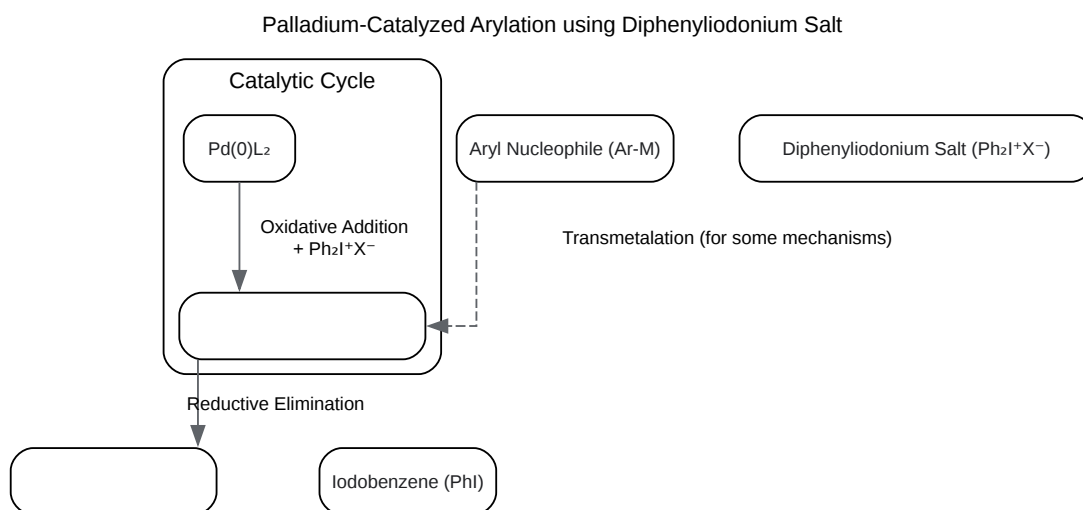 Palladium-Catalyzed Arylation using Diphenyliodonium Salt
Catalytic Cycle
Pd(0)L₂
Aryl Nucleophile (Ar-M)
Diphenyliodonium Salt (Ph₂I⁺X⁻)
Oxidative Addition
+ Ph₂I⁺X⁻
Transmetalation (for some mechanisms)
Reductive Elimination
Iodobenzene (PhI)